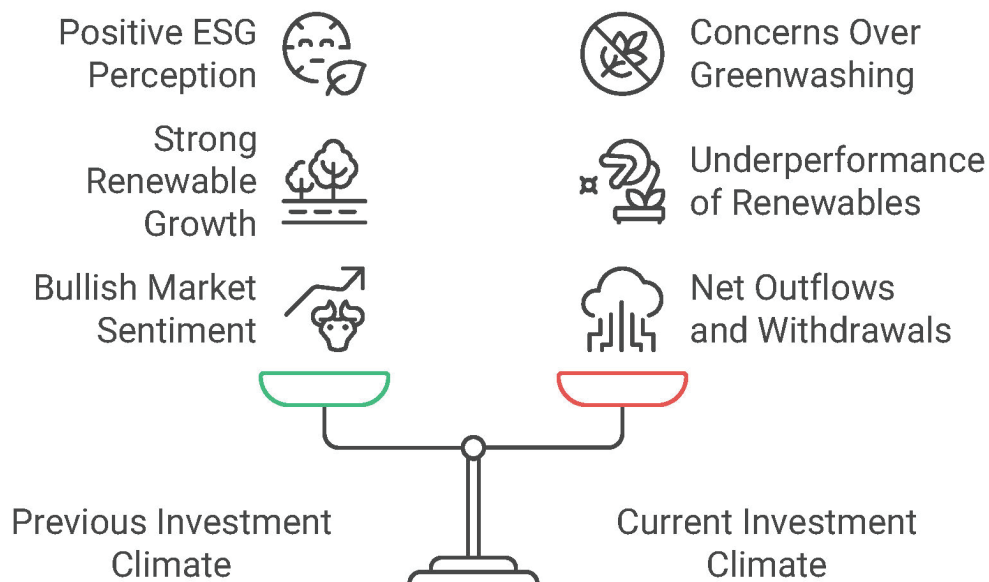 Positive ESG
Perception
Concerns Over
Greenwashing
Strong
Renewable
Growth
Underperformance
of Renewables
Bullish Market
Sentiment
Net Outflows
and Withdrawals
Previous Investment
Climate
Current Investment
Climate